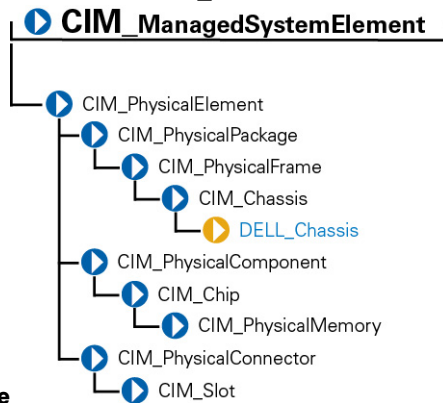 CIM_ManagedSystemElement
CIM_PhysicalElement
CIM_PhysicalPackage
CIM_PhysicalFrame
CIM_Chassis
DELL_Chassis
CIM_PhysicalComponent
CIM_Chip
CIM_PhysicalMemory
CIM_PhysicalConnector
CIM_Slot